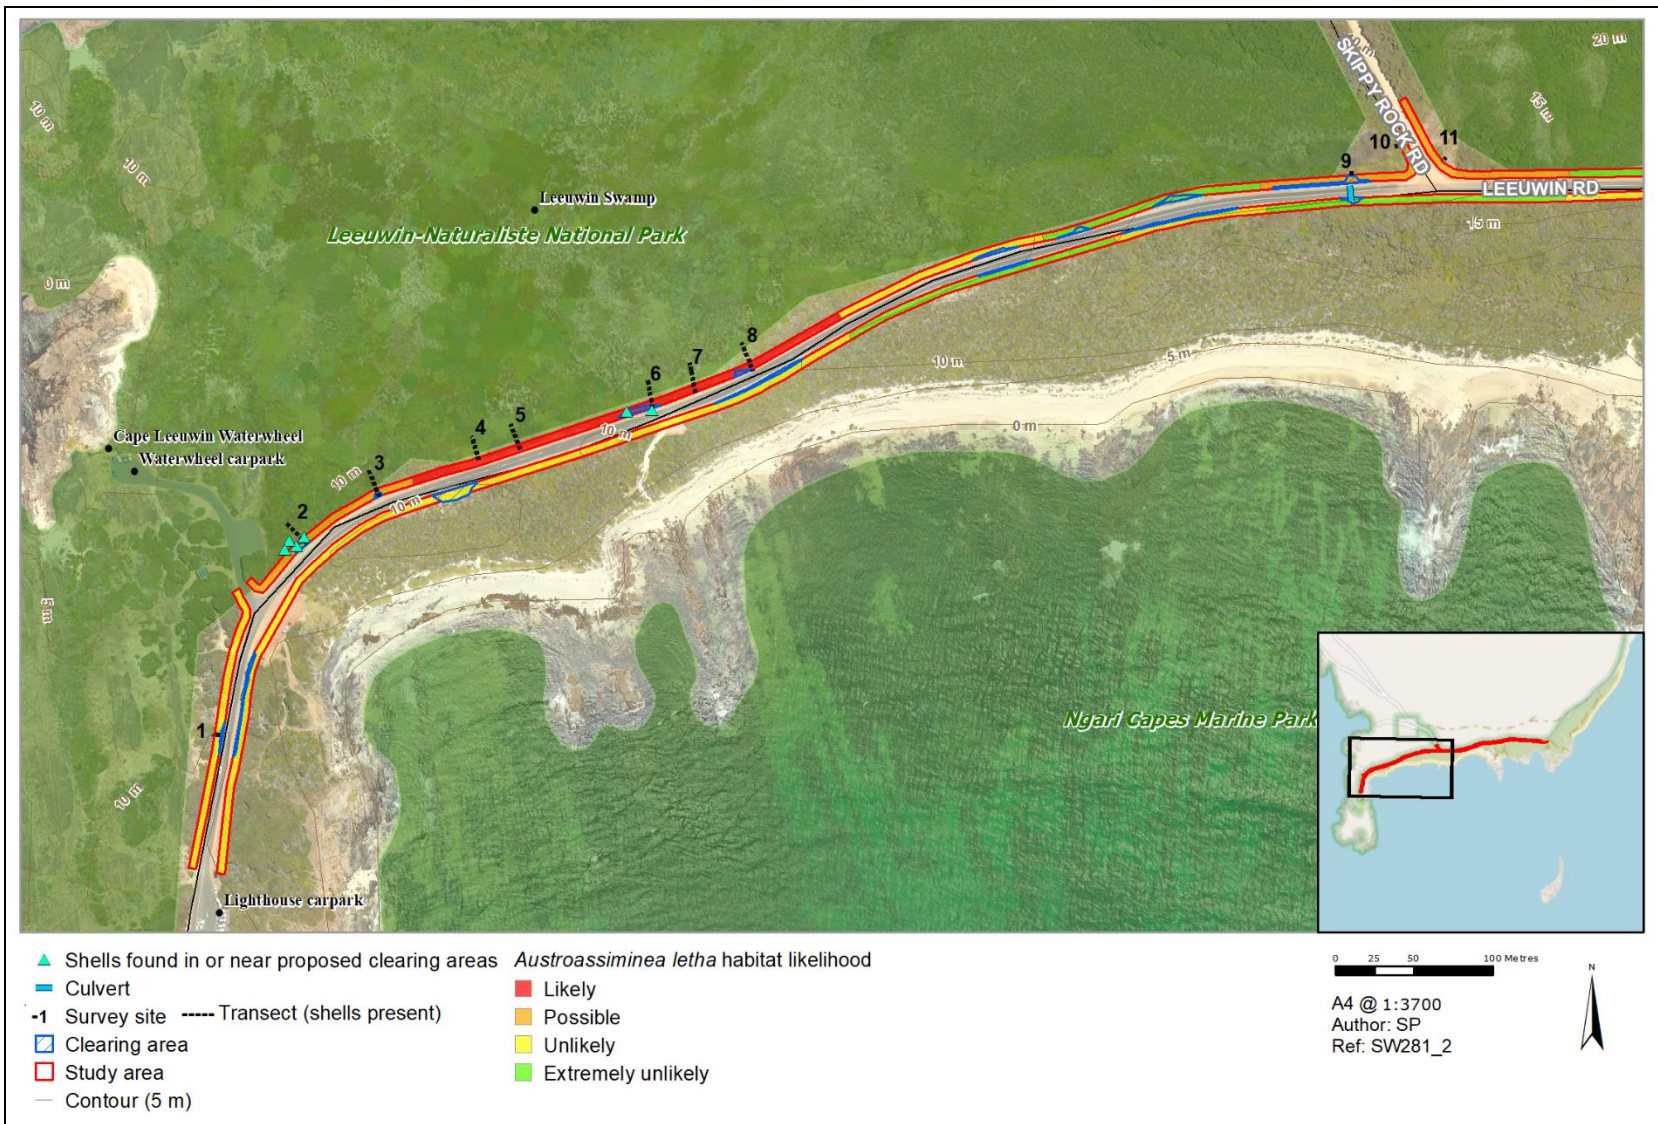 20 m
0 m
10 m
SKIPPY ROCK RD
15 m
10
11
10 m
9
LEEUWIN RD
Leeuwin Swamp
15 m
Leeuwin-Naturaliste National Park
0 m
5 m
10 m
8
7
6
0 m
10 m
5
4
Cape Leeuwin Waterwheel
Waterwheel carpark
10 m
3
10 m
2
5 m
Ngari Capes Marine Park
1
10 m
Lighthouse carpark
Shells found in or near proposed clearing areas
Culvert
-1 Survey site ----- Transect (shells present)
Clearing area
Study area
Contour (5 m)
Austroassiminea letha habitat likelihood
Likely
Possible
Unlikely
Extremely unlikely
0 25 50 100 Metres
A4 @ 1:3700
Author: SP
Ref: SW281_2
N